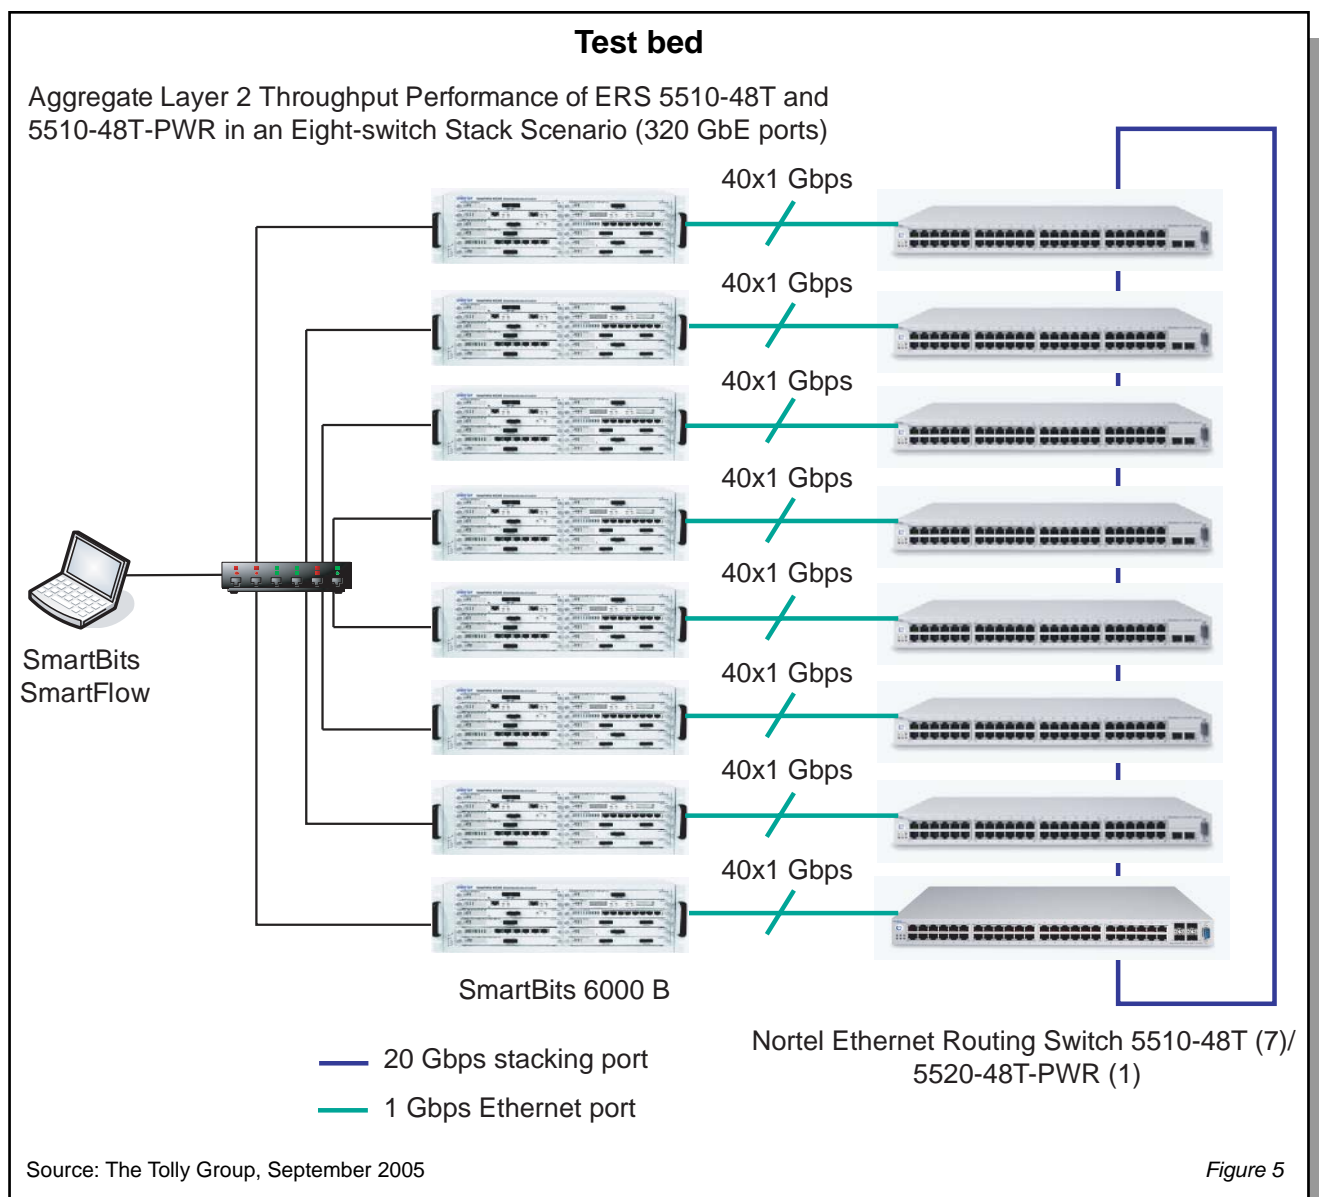 Test bed
Aggregate Layer 2 Throughput Performance of ERS 5510-48T and
5510-48T-PWR in an Eight-switch Stack Scenario (320 GbE ports)
40x1 Gbps
40x1 Gbps
40x1 Gbps
40x1 Gbps
40x1 Gbps
40x1 Gbps
40x1 Gbps
40x1 Gbps
SmartBits
SmartFlow
SmartBits 6000 B
Nortel Ethernet Routing Switch 5510-48T (7)/
5520-48T-PWR (1)
20 Gbps stacking port
1 Gbps Ethernet port
Source: The Tolly Group, September 2005
Figure 5